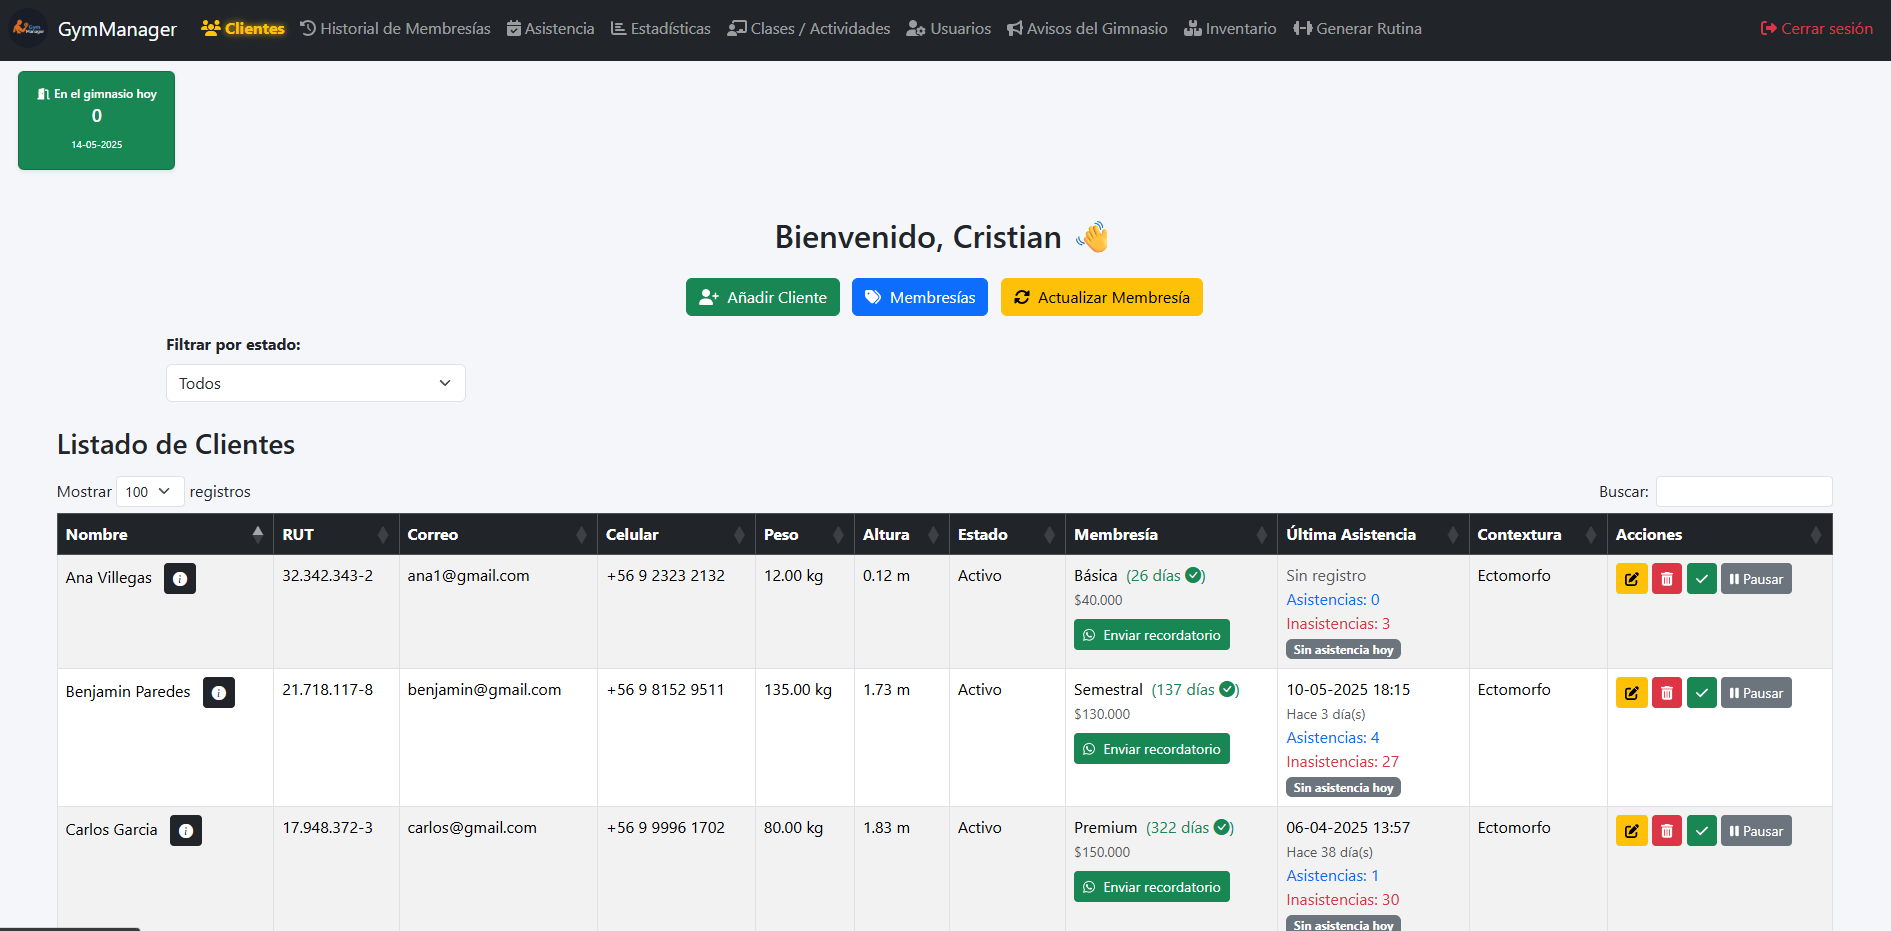 GymManager Clientes Historial de Membresías Asistencia Estadísticas Clases / Actividades Usuarios Avisos del Gimnasio Inventario Generar Rutina Cerrar sesión
En el gimnasio hoy
0
14-05-2025
Bienvenido, Cristian 👋
Añadir Cliente Membresías Actualizar Membresía
Filtrar por estado:
Todos
Listado de Clientes
Mostrar 100 registros Buscar:
Nombre RUT Correo Celular Peso Altura Estado Membresía Última Asistencia Contextura Acciones
Ana Villegas 32.342.343-2 ana1@gmail.com +56 9 2323 2132 12.00 kg 0.12 m Activo Básica (26 días) Sin registro Ectomorfo Pausar
$40.000 Asistencias: 0
Inasistencias: 3
Enviar recordatorio Sin asistencia hoy
Benjamin Paredes 21.718.117-8 benjamin@gmail.com +56 9 8152 9511 135.00 kg 1.73 m Activo Semestral (137 días) 10-05-2025 18:15 Ectomorfo Pausar
$130.000 Hace 3 día(s)
Asistencias: 4
Enviar recordatorio Inasistencias: 27
Sin asistencia hoy
Carlos Garcia 17.948.372-3 carlos@gmail.com +56 9 9996 1702 80.00 kg 1.83 m Activo Premium (322 días) 06-04-2025 13:57 Ectomorfo Pausar
$150.000 Hace 38 día(s)
Asistencias: 1
Enviar recordatorio Inasistencias: 30
Sin asistencia hoy